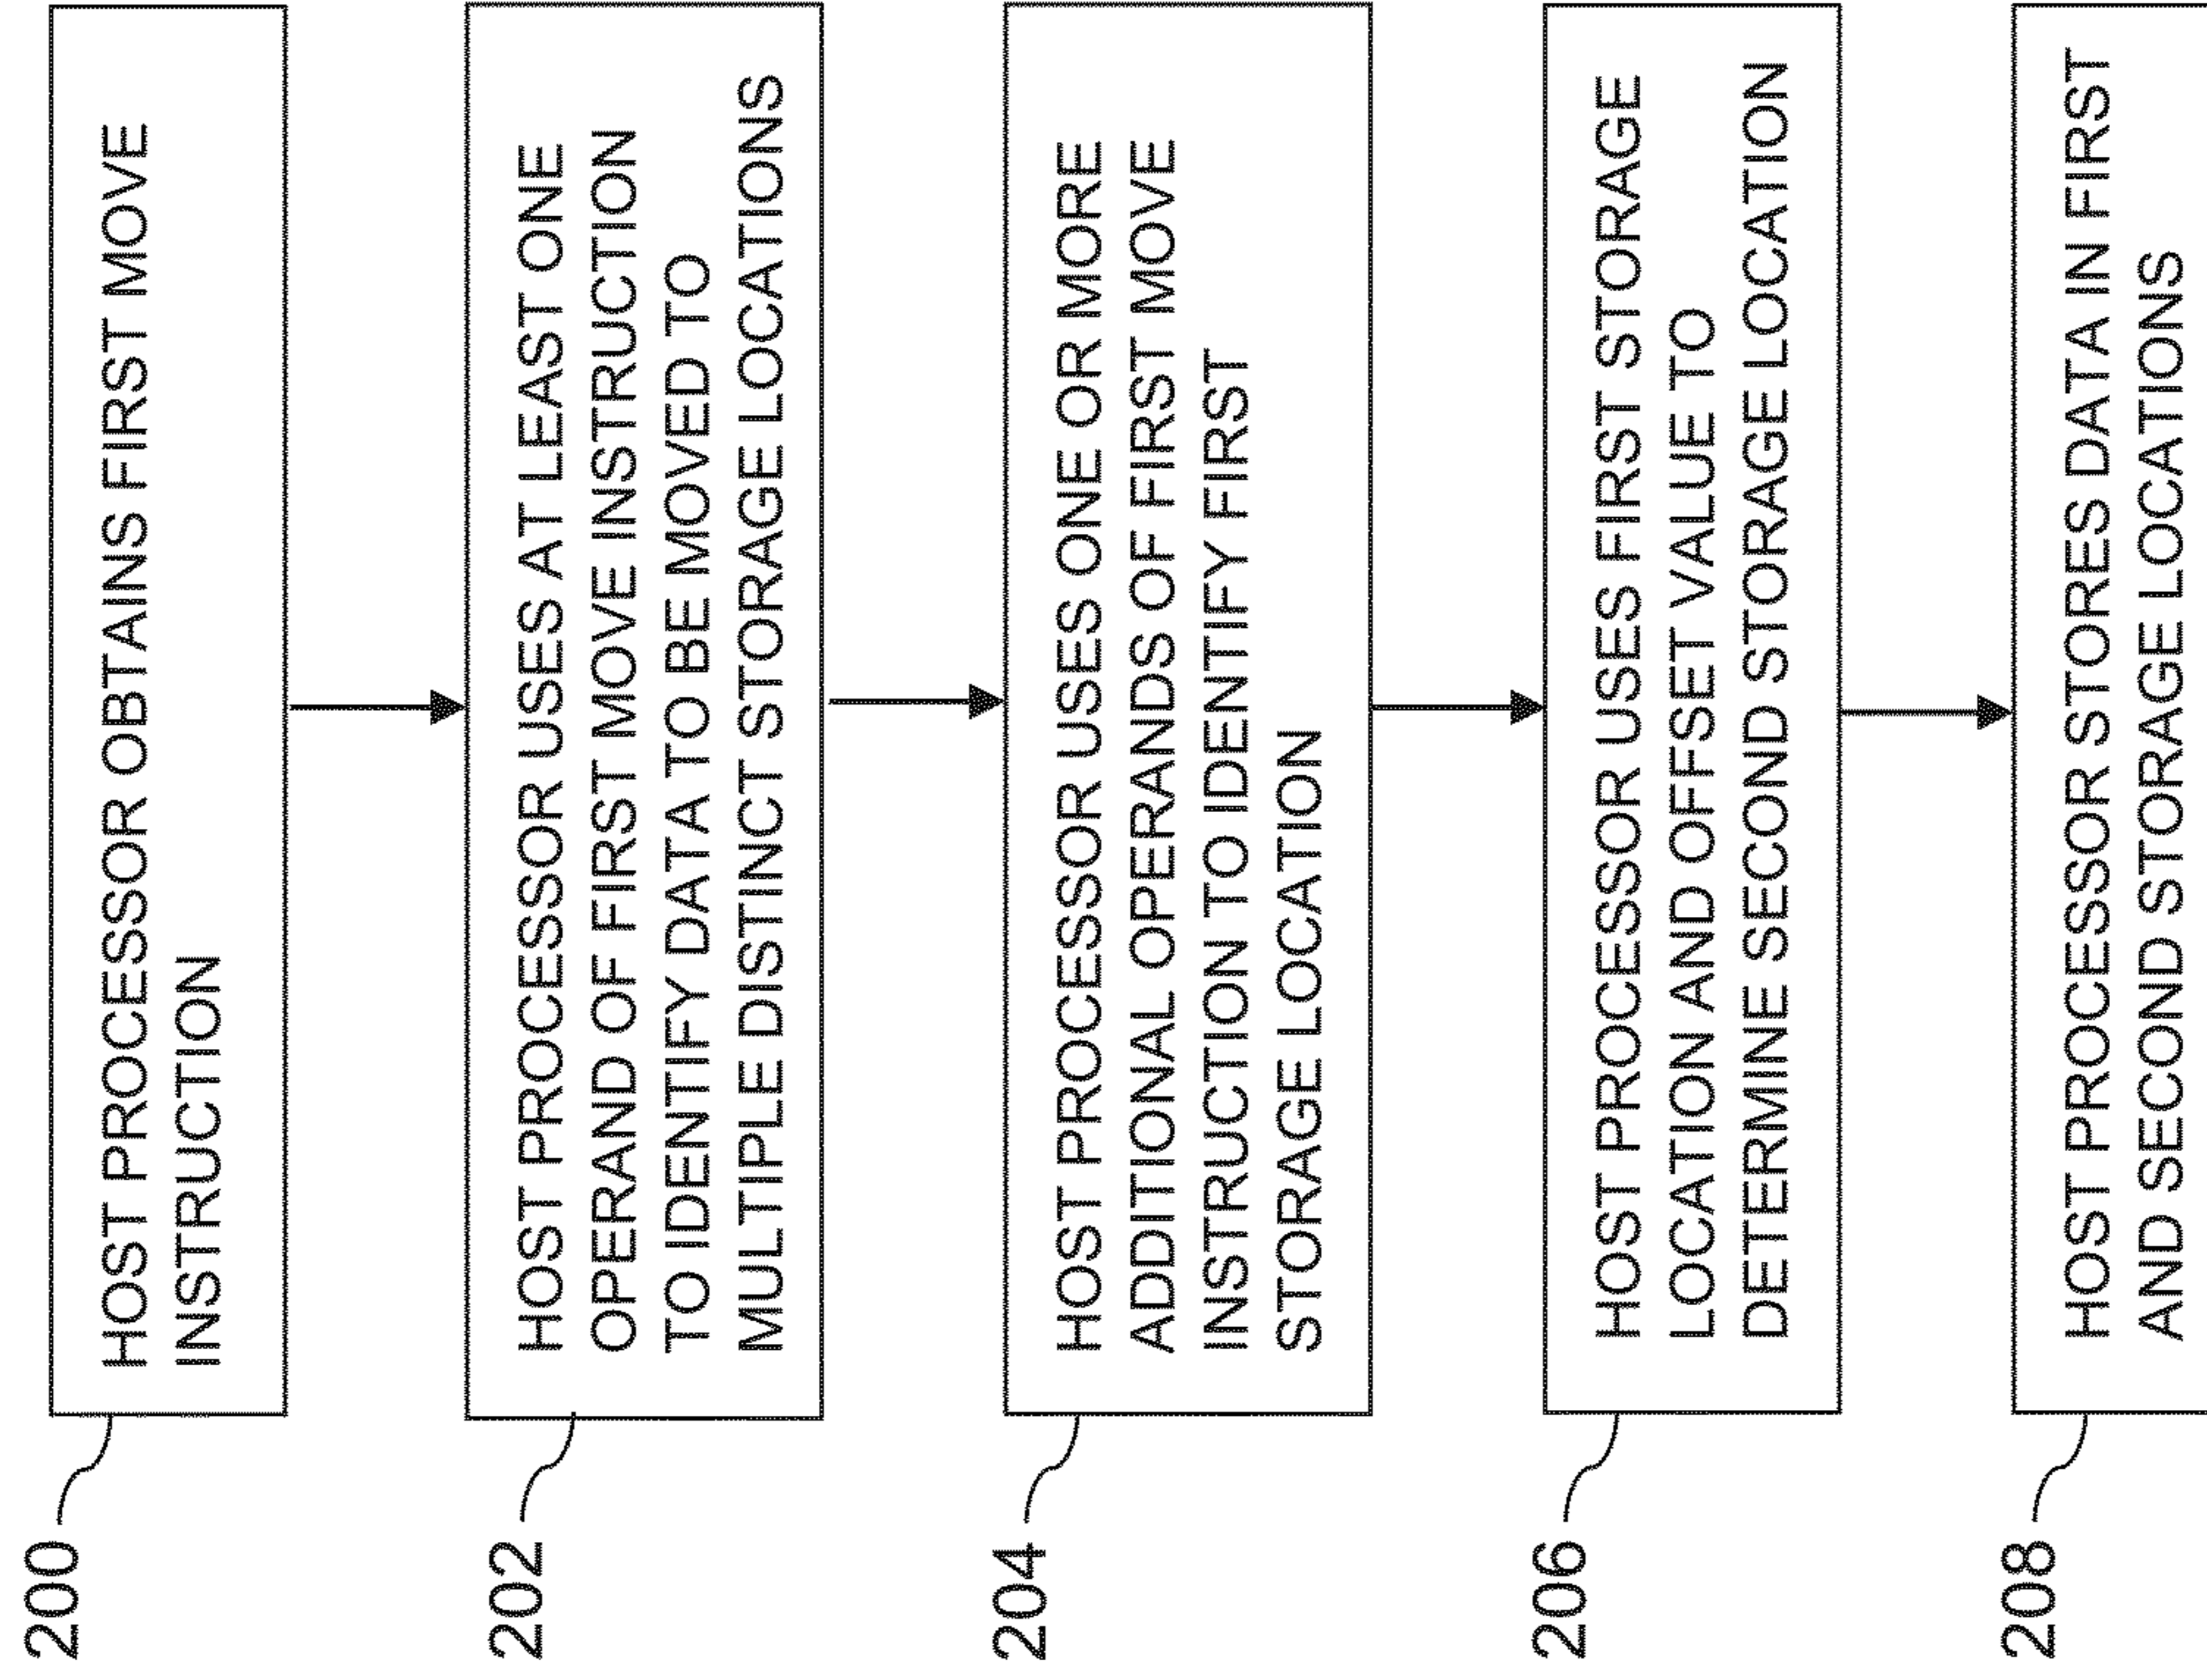 200
HOST PROCESSOR OBTAINS FIRST MOVE
INSTRUCTION
202
HOST PROCESSOR USES AT LEAST ONE
OPERAND OF FIRST MOVE INSTRUCTION
TO IDENTIFY DATA TO BE MOVED TO
MULTIPLE DISTINCT STORAGE LOCATIONS
204
HOST PROCESSOR USES ONE OR MORE
ADDITIONAL OPERANDS OF FIRST MOVE
INSTRUCTION TO IDENTIFY FIRST
STORAGE LOCATION
206
HOST PROCESSOR USES FIRST STORAGE
LOCATION AND OFFSET VALUE TO
DETERMINE SECOND STORAGE LOCATION
208
HOST PROCESSOR STORES DATA IN FIRST
AND SECOND STORAGE LOCATIONS